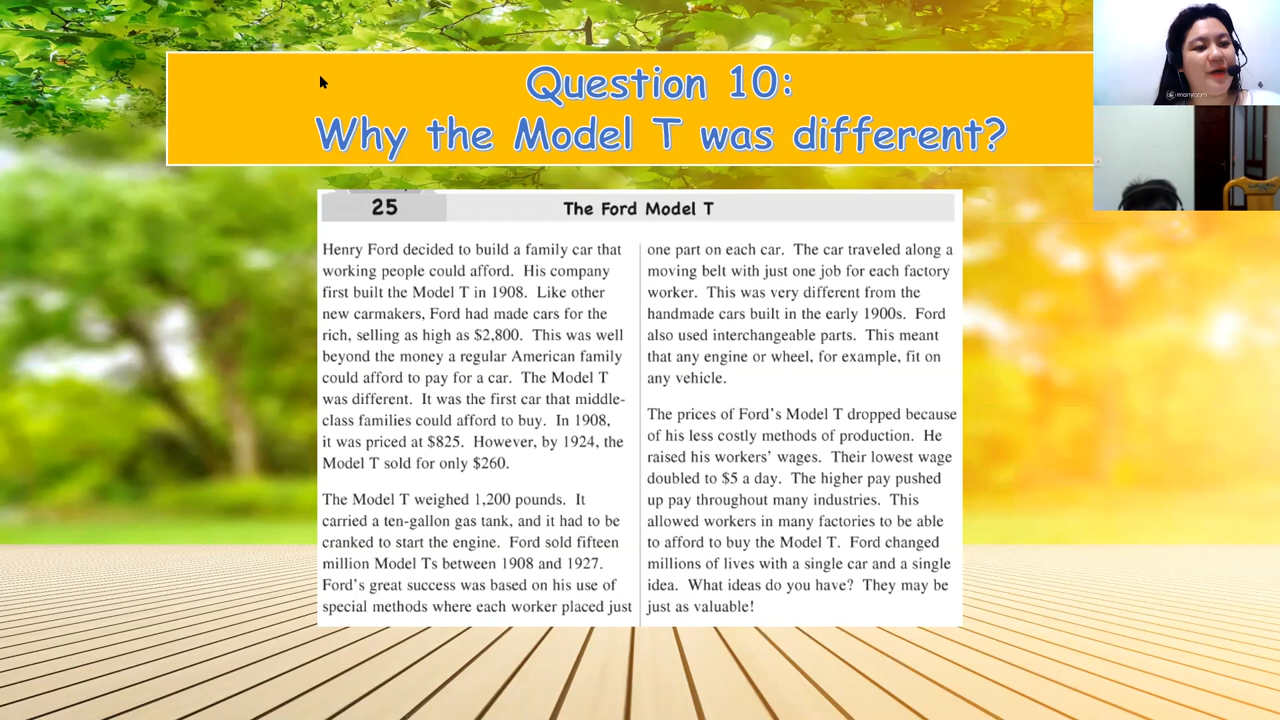 Question 10:
Why the Model T was different?
25
The Ford Model T
Henry Ford decided to build a family car that
working people could afford. His company
first built the Model T in 1908. Like other
new carmakers, Ford had made cars for the
rich, selling as high as $2,800. This was well
beyond the money a regular American family
could afford to pay for a car. The Model T
was different. It was the first car that middle-
class families could afford to buy. In 1908,
it was priced at $825. However, by 1924, the
Model T sold for only $260.
The Model T weighed 1,200 pounds. It
carried a ten-gallon gas tank, and it had to be
cranked to start the engine. Ford sold fifteen
million Model Ts between 1908 and 1927.
Ford's great success was based on his use of
special methods where each worker placed just
one part on each car. The car traveled along a
moving belt with just one job for each factory
worker. This was very different from the
handmade cars built in the early 1900s. Ford
also used interchangeable parts. This meant
that any engine or wheel, for example, fit on
any vehicle.
The prices of Ford's Model T dropped because
of his less costly methods of production. He
raised his workers' wages. Their lowest wage
doubled to $5 a day. The higher pay pushed
up pay throughout many industries. This
allowed workers in many factories to be able
to afford to buy the Model T. Ford changed
millions of lives with a single car and a single
idea. What ideas do you have? They may be
just as valuable!
manycam